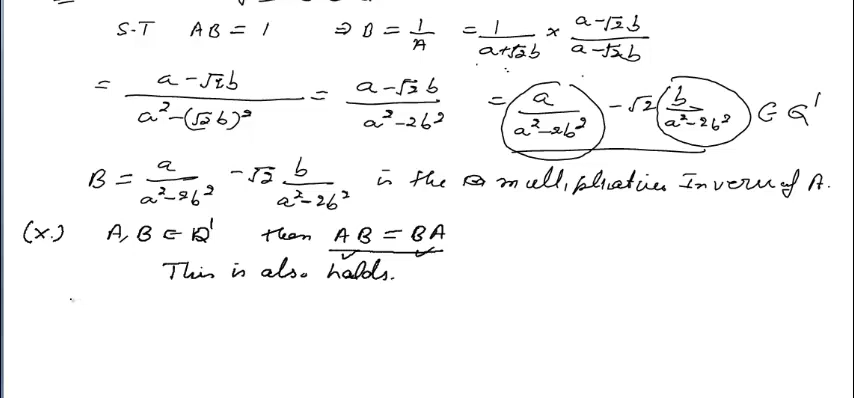 S.T AB = 1 ⇒ B = 1/A = 1/(a+√2b) × (a-√2b)/(a-√2b)
= (a-√2b)/(a²-(√2b)²) = (a-√2b)/(a²-2b²) = a/(a²-2b²) - √2 b/(a²-2b²) ∈ Q'
B = a/(a²-2b²) - √2 b/(a²-2b²) is the multiplicative Inverse of A.
(x.) A, B ∈ Q' then AB = BA
This is also holds.